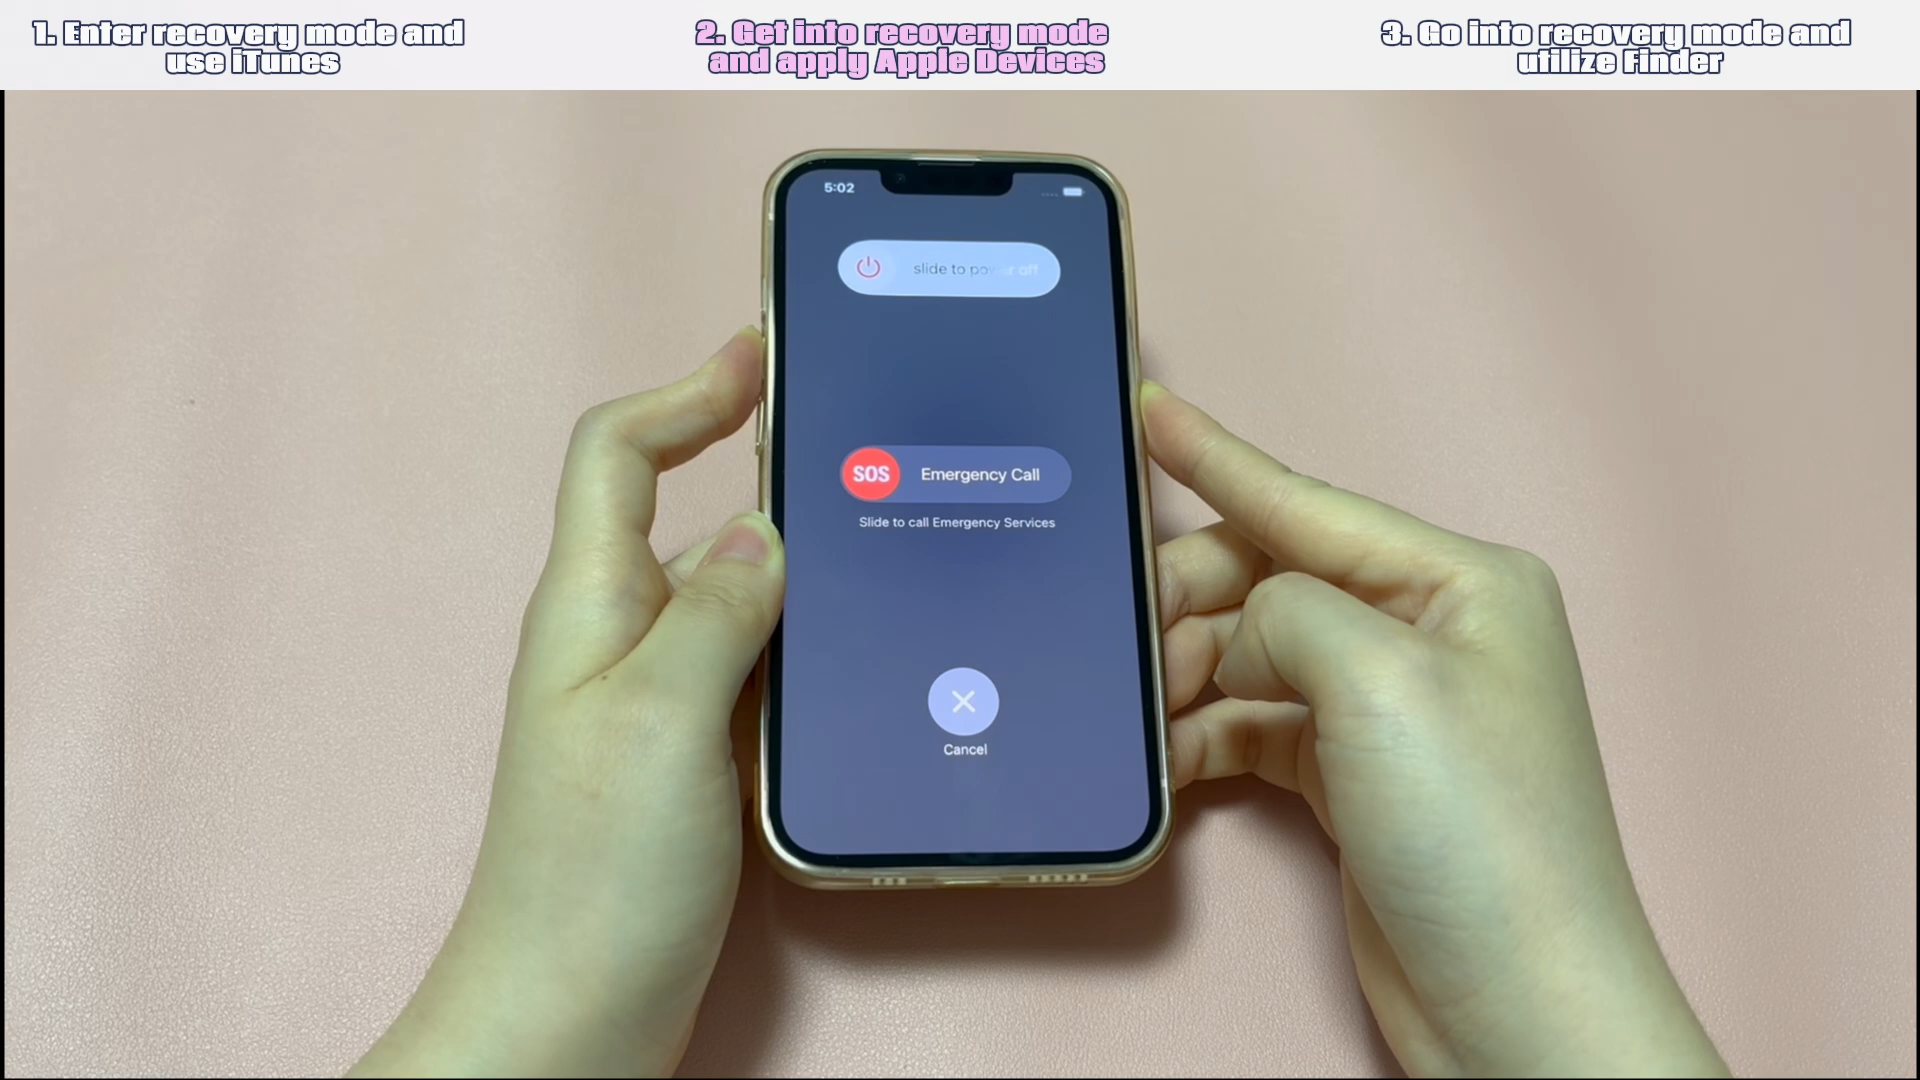 1. Enter recovery mode and
use iTunes
2. Get into recovery mode
and apply Apple Devices
3. Go into recovery mode and
utilize Finder
5:02
slide to power off
SOS
Emergency Call
Slide to call Emergency Services
Cancel